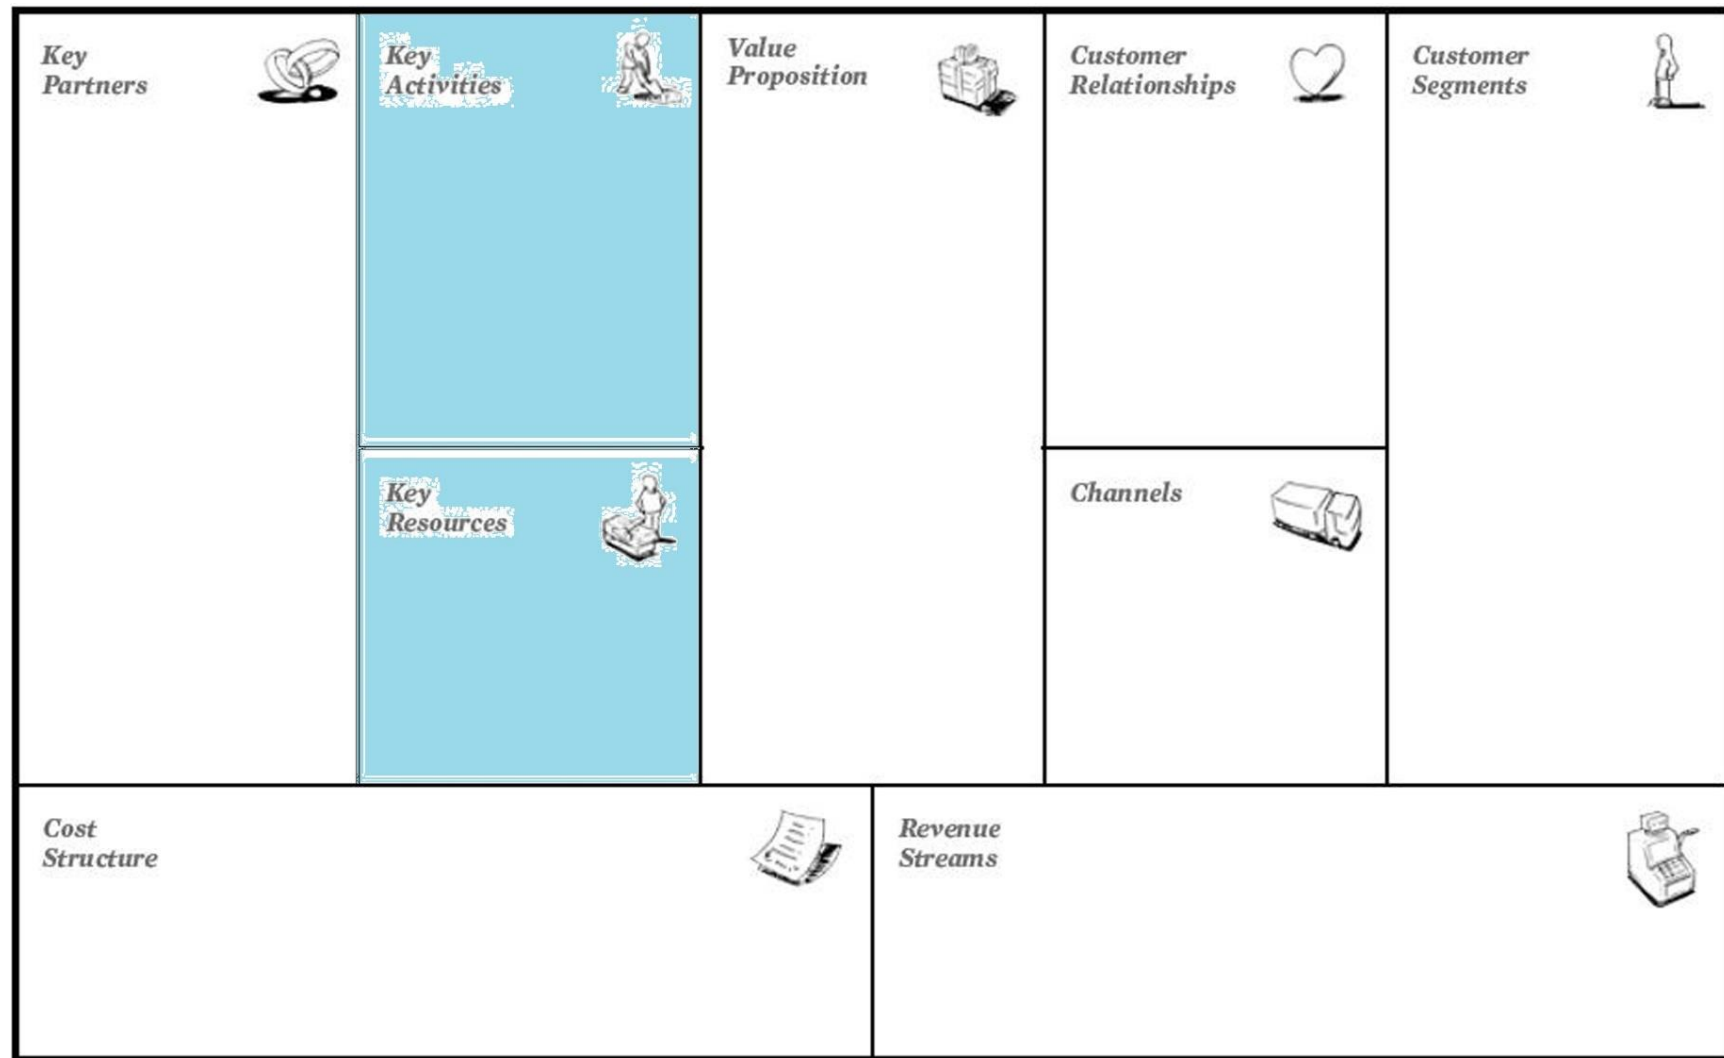 Key
Partners
Key
Activities
Value
Proposition
Customer
Relationships
Customer
Segments
Key
Resources
Channels
Cost
Structure
Revenue
Streams